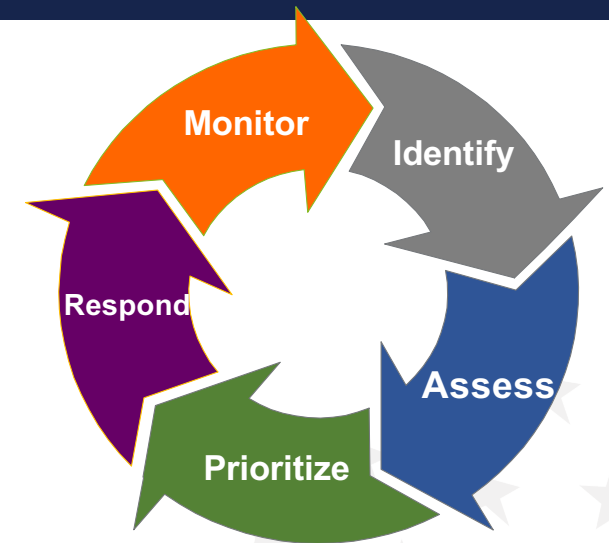 Monitor
Identify
Assess
Prioritize
Respond